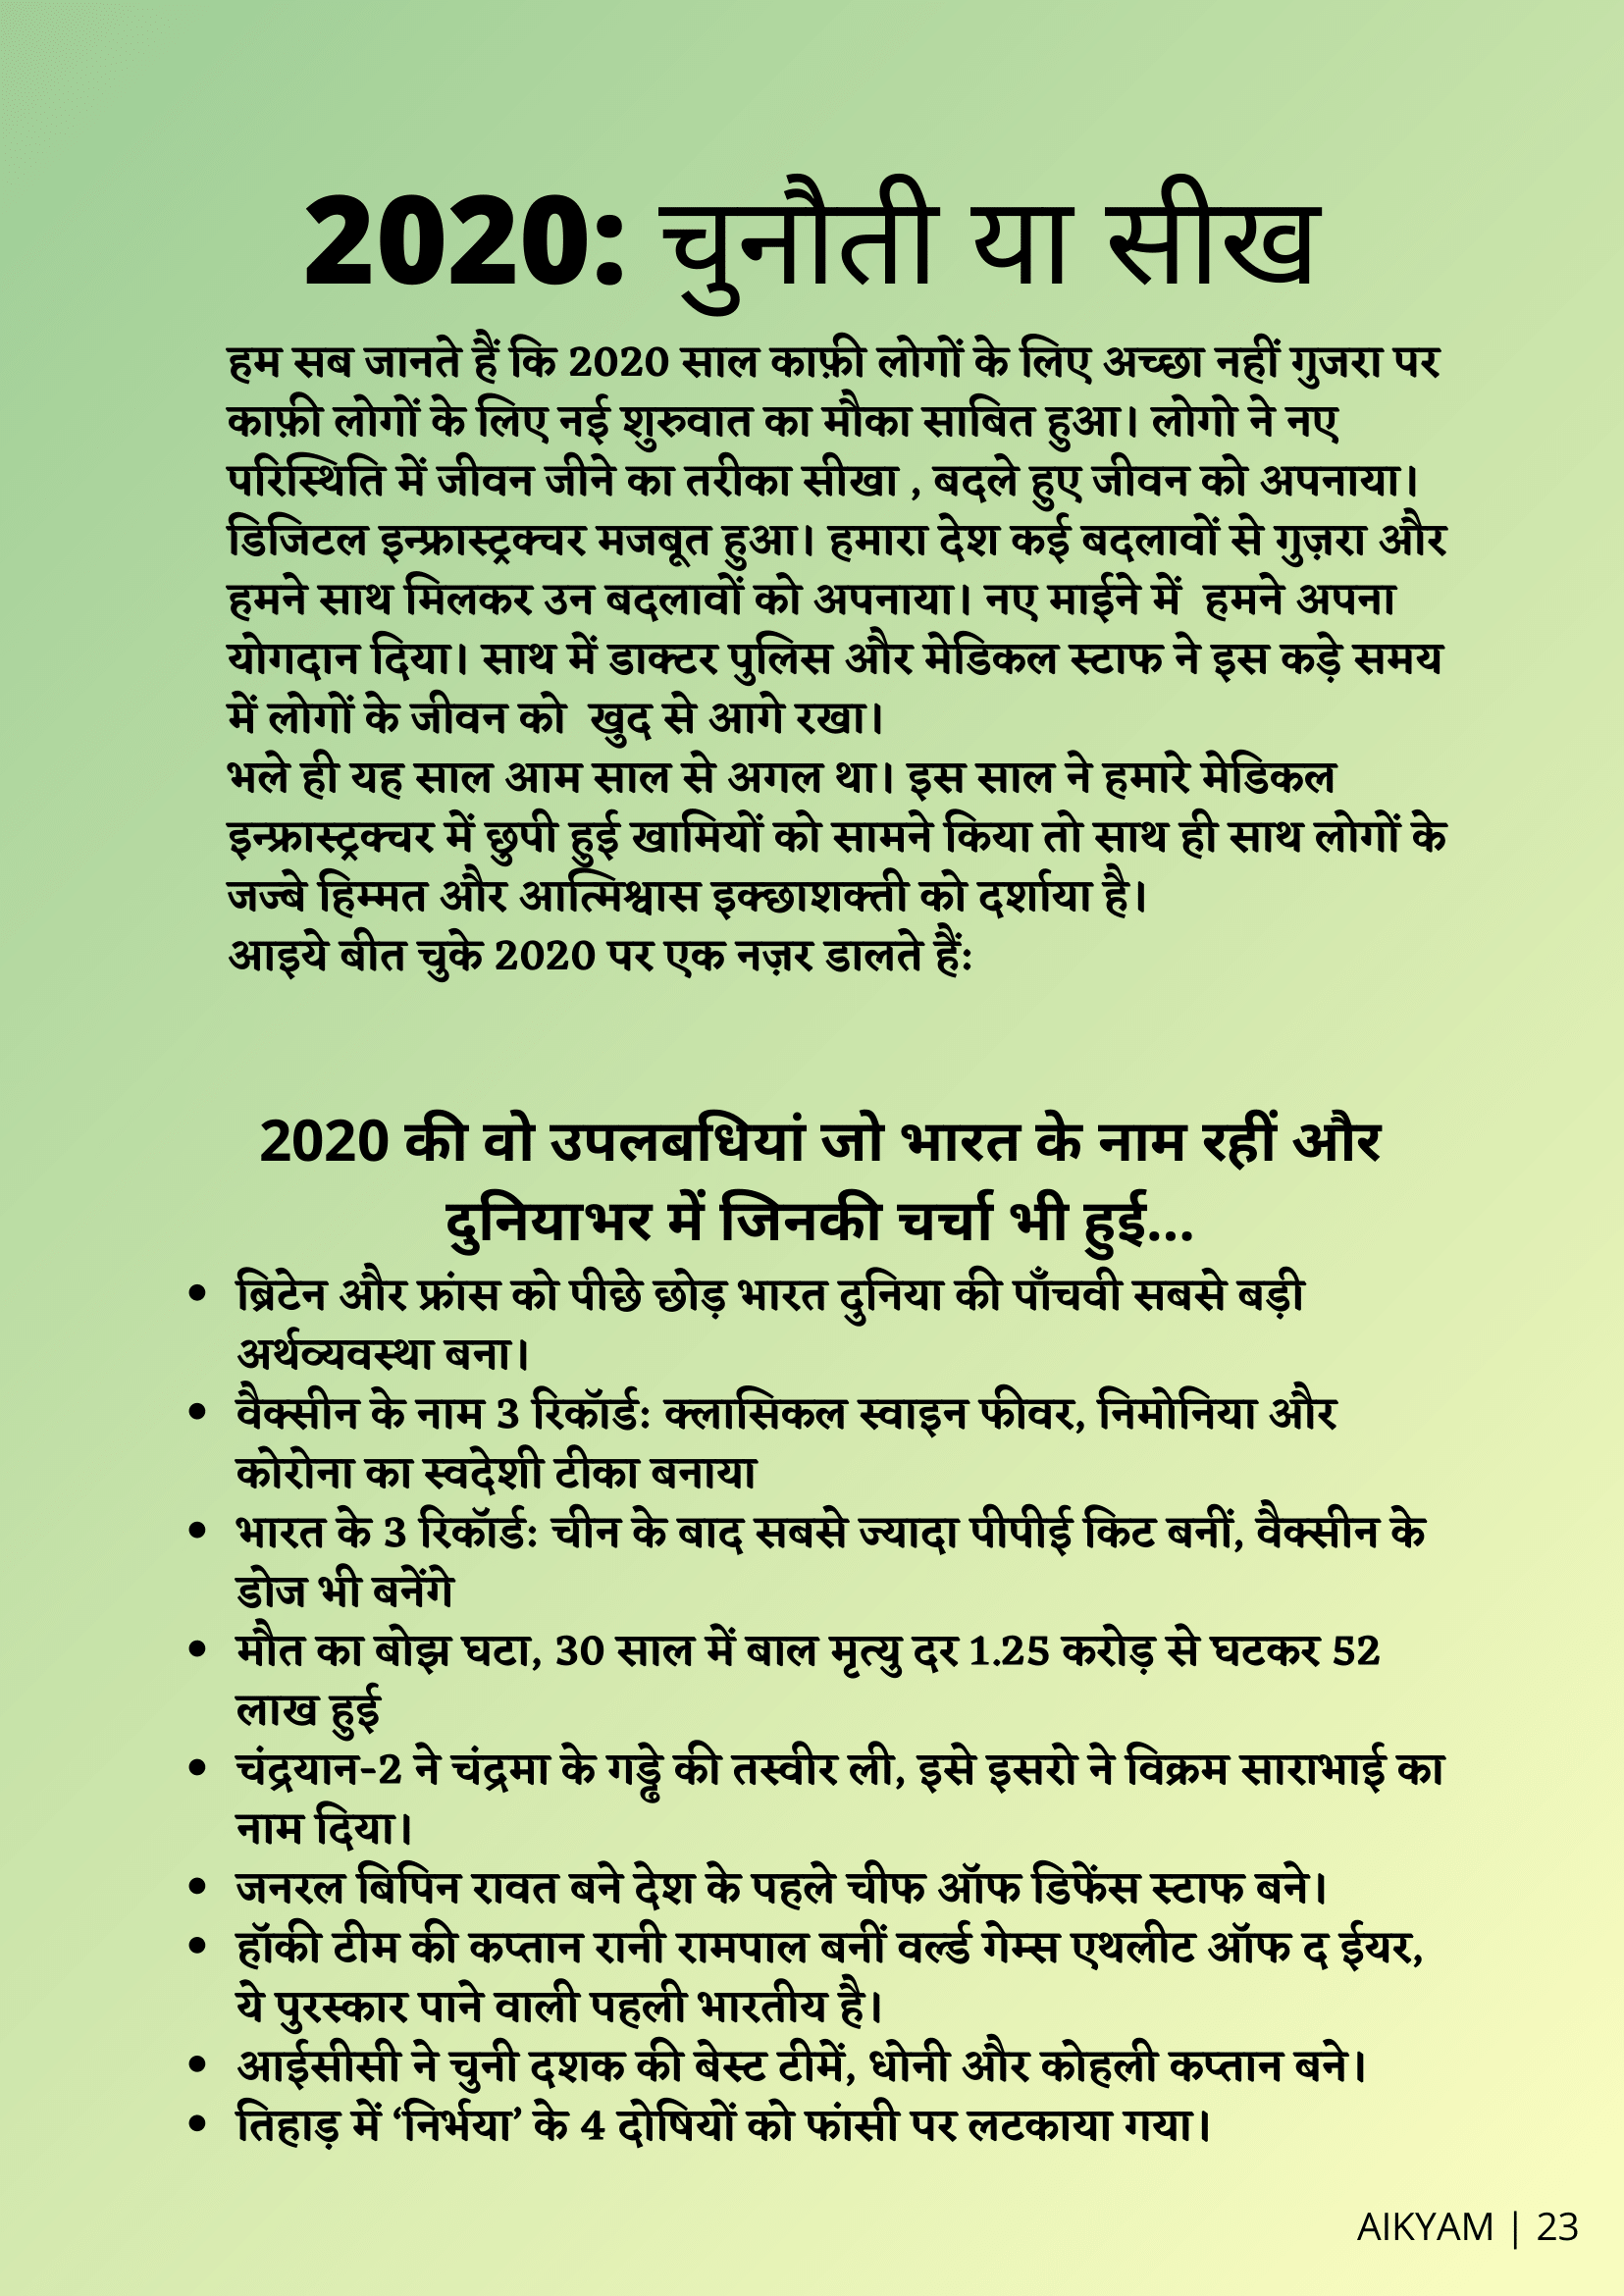 2020: चुनौती या सीख
हम सब जानते हैं कि 2020 साल काफ़ी लोगों के लिए अच्छा नहीं गुजरा पर
काफ़ी लोगों के लिए नई शुरुवात का मौका साबित हुआ। लोगो ने नए
परिस्थिति में जीवन जीने का तरीका सीखा , बदले हुए जीवन को अपनाया।
डिजिटल इन्फ्रास्ट्रक्चर मजबूत हुआ। हमारा देश कई बदलावों से गुज़रा और
हमने साथ मिलकर उन बदलावों को अपनाया। नए माईने में  हमने अपना
योगदान दिया। साथ में डाक्टर पुलिस और मेडिकल स्टाफ ने इस कड़े समय
में लोगों के जीवन को  खुद से आगे रखा।
भले ही यह साल आम साल से अगल था। इस साल ने हमारे मेडिकल
इन्फ्रास्ट्रक्चर में छुपी हुई खामियों को सामने किया तो साथ ही साथ लोगों के
जज्बे हिम्मत और आत्मिश्वास इक्छाशक्ती को दर्शाया है।
आइये बीत चुके 2020 पर एक नज़र डालते हैं:
2020 की वो उपलबधियां जो भारत के नाम रहीं और
दुनियाभर में जिनकी चर्चा भी हुई...
• ब्रिटेन और फ्रांस को पीछे छोड़ भारत दुनिया की पाँचवी सबसे बड़ी
अर्थव्यवस्था बना।
• वैक्सीन के नाम 3 रिकॉर्ड: क्लासिकल स्वाइन फीवर, निमोनिया और
कोरोना का स्वदेशी टीका बनाया
• भारत के 3 रिकॉर्ड: चीन के बाद सबसे ज्यादा पीपीई किट बनीं, वैक्सीन के
डोज भी बनेंगे
• मौत का बोझ घटा, 30 साल में बाल मृत्यु दर 1.25 करोड़ से घटकर 52
लाख हुई
• चंद्रयान-2 ने चंद्रमा के गड्ढे की तस्वीर ली, इसे इसरो ने विक्रम साराभाई का
नाम दिया।
• जनरल बिपिन रावत बने देश के पहले चीफ ऑफ डिफेंस स्टाफ बने।
• हॉकी टीम की कप्तान रानी रामपाल बनीं वर्ल्ड गेम्स एथलीट ऑफ द ईयर,
ये पुरस्कार पाने वाली पहली भारतीय है।
• आईसीसी ने चुनी दशक की बेस्ट टीमें, धोनी और कोहली कप्तान बने।
• तिहाड़ में ‘निर्भया’ के 4 दोषियों को फांसी पर लटकाया गया।
AIKYAM | 23